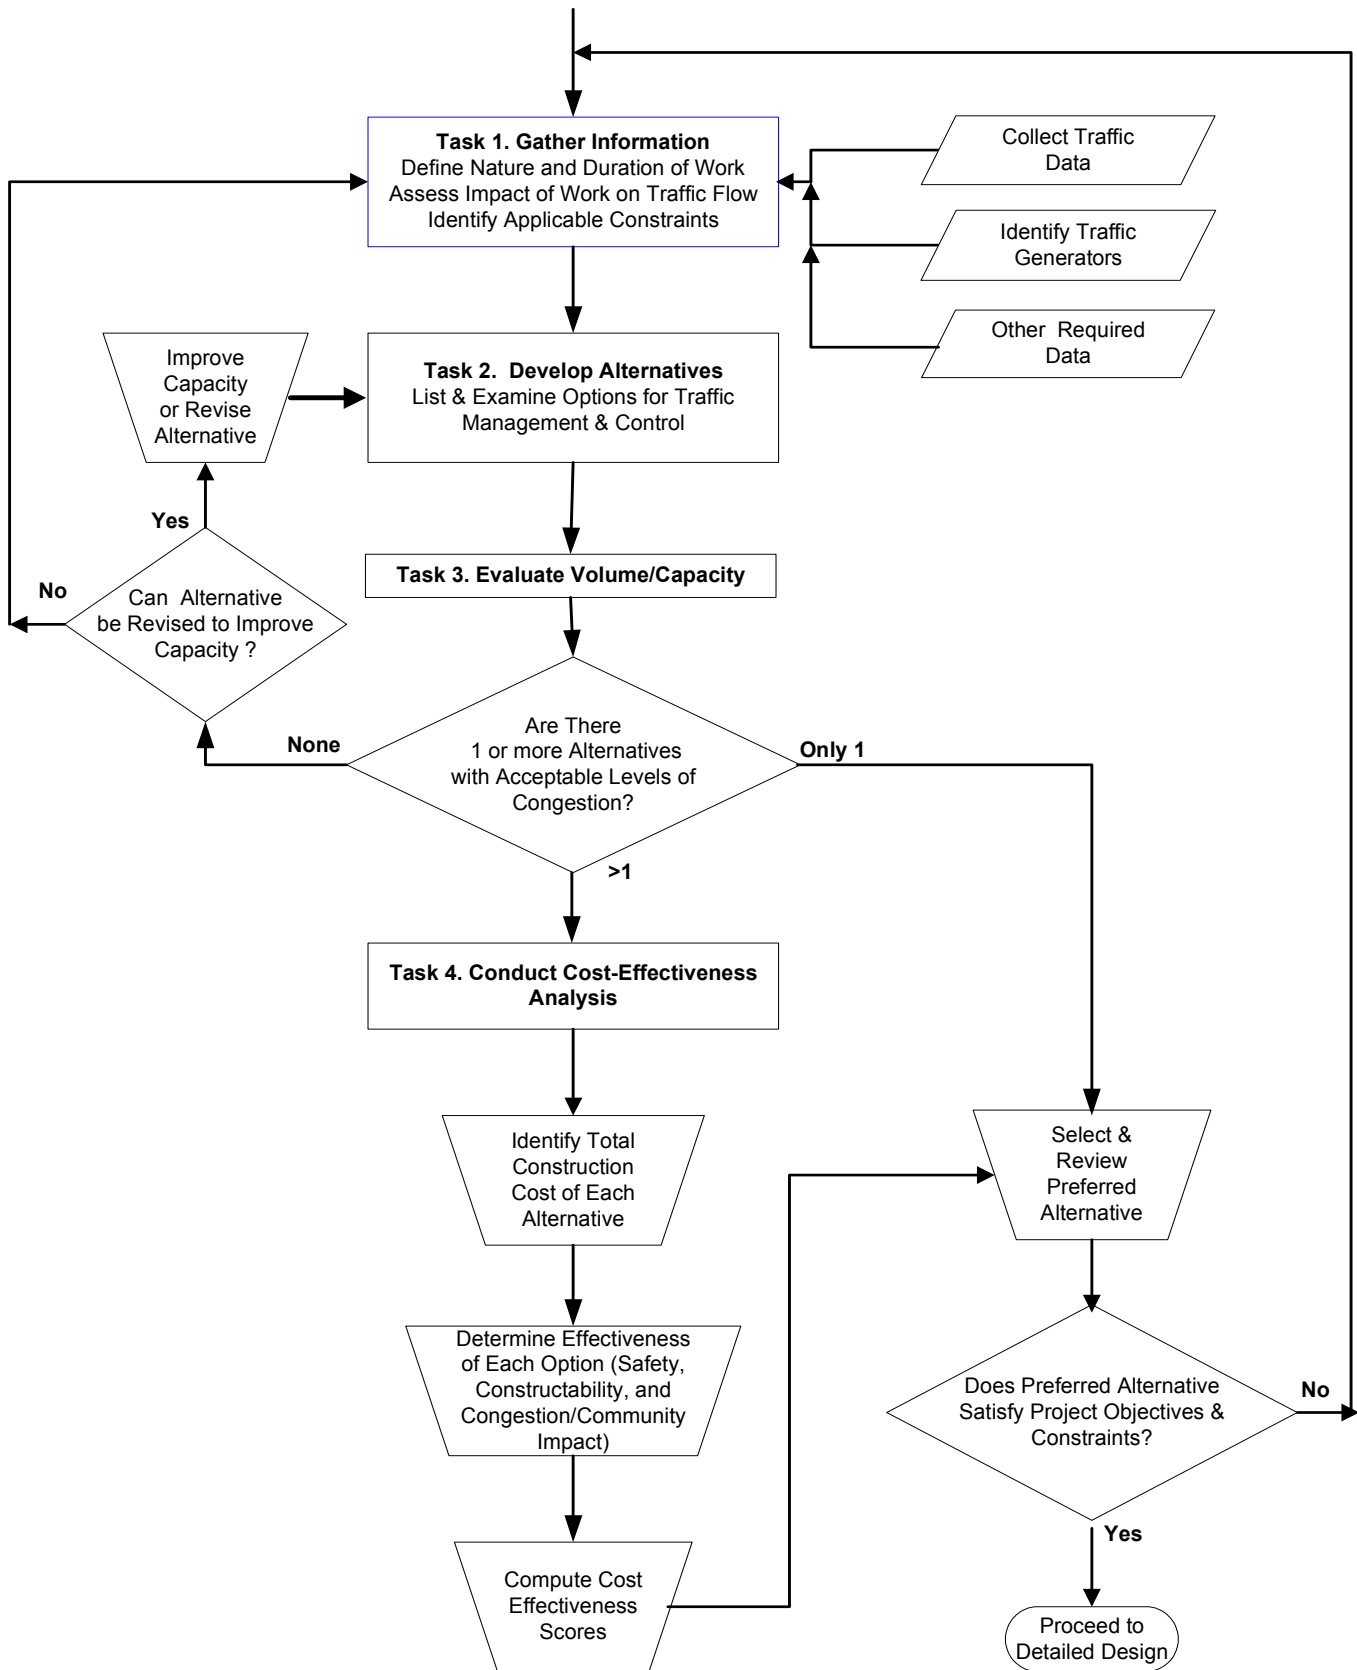 Task 1. Gather Information
Define Nature and Duration of Work
Assess Impact of Work on Traffic Flow
Identify Applicable Constraints
Collect Traffic
Data
Identify Traffic
Generators
Other Required
Data
Improve
Capacity
or Revise
Alternative
Task 2. Develop Alternatives
List & Examine Options for Traffic
Management & Control
Yes
No
Can Alternative
be Revised to Improve
Capacity ?
Task 3. Evaluate Volume/Capacity
None
Are There
1 or more Alternatives
with Acceptable Levels of
Congestion?
Only 1
>1
Task 4. Conduct Cost-Effectiveness
Analysis
Identify Total
Construction
Cost of Each
Alternative
Select &
Review
Preferred
Alternative
Determine Effectiveness
of Each Option (Safety,
Constructability, and
Congestion/Community
Impact)
Does Preferred Alternative
Satisfy Project Objectives &
Constraints?
No
Yes
Compute Cost
Effectiveness
Scores
Proceed to
Detailed Design